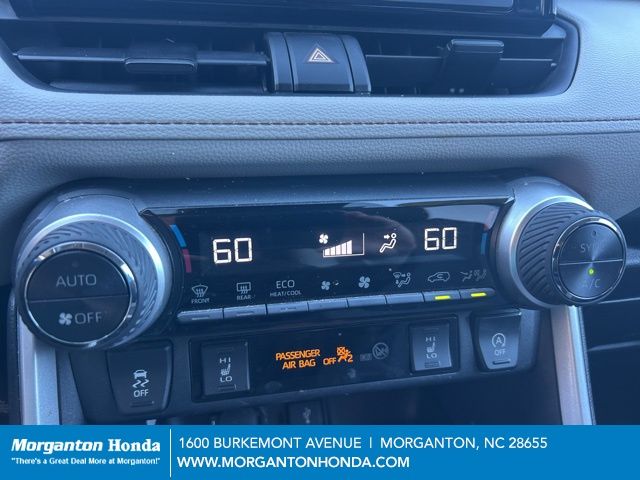 60
60
AUTO
OFF
FRONT
REAR
ECO
HEAT/COOL
SYNC
A/C
OFF
HI
LO
PASSENGER
AIR BAG OFF 2
HI
LO
A
OFF
Morganton Honda
"There's a Great Deal More at Morganton!"
1600 BURKEMONT AVENUE | MORGANTON, NC 28655
WWW.MORGANTONHONDA.COM